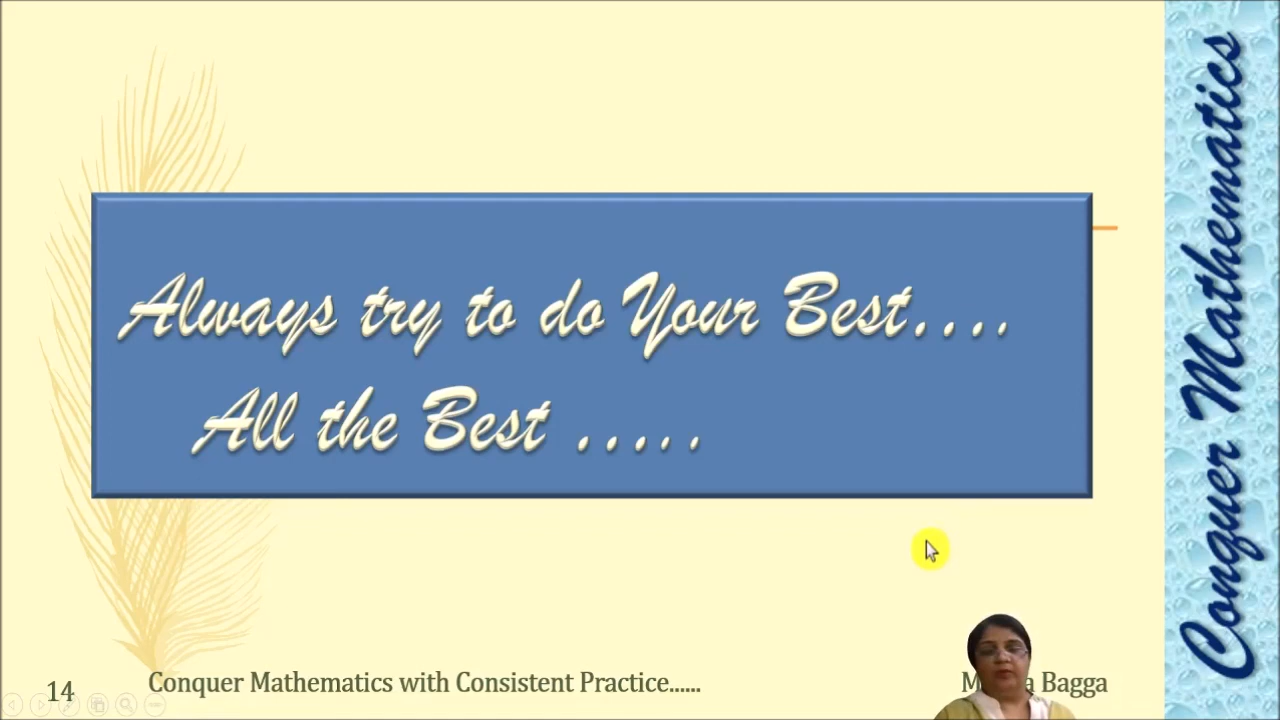 Always try to do Your Best....
All the Best .....
14
Conquer Mathematics with Consistent Practice......
Bagga
Conquer Mathematics